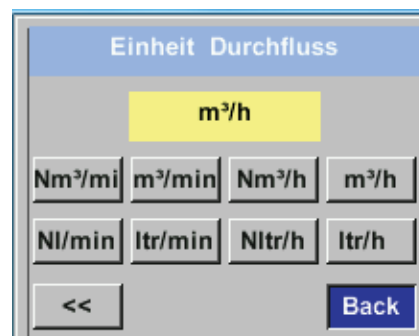 Einheit Durchfluss
m³/h
Nm³/mi m³/min Nm³/h m³/h
Nl/min ltr/min Nltr/h ltr/h
<< Back